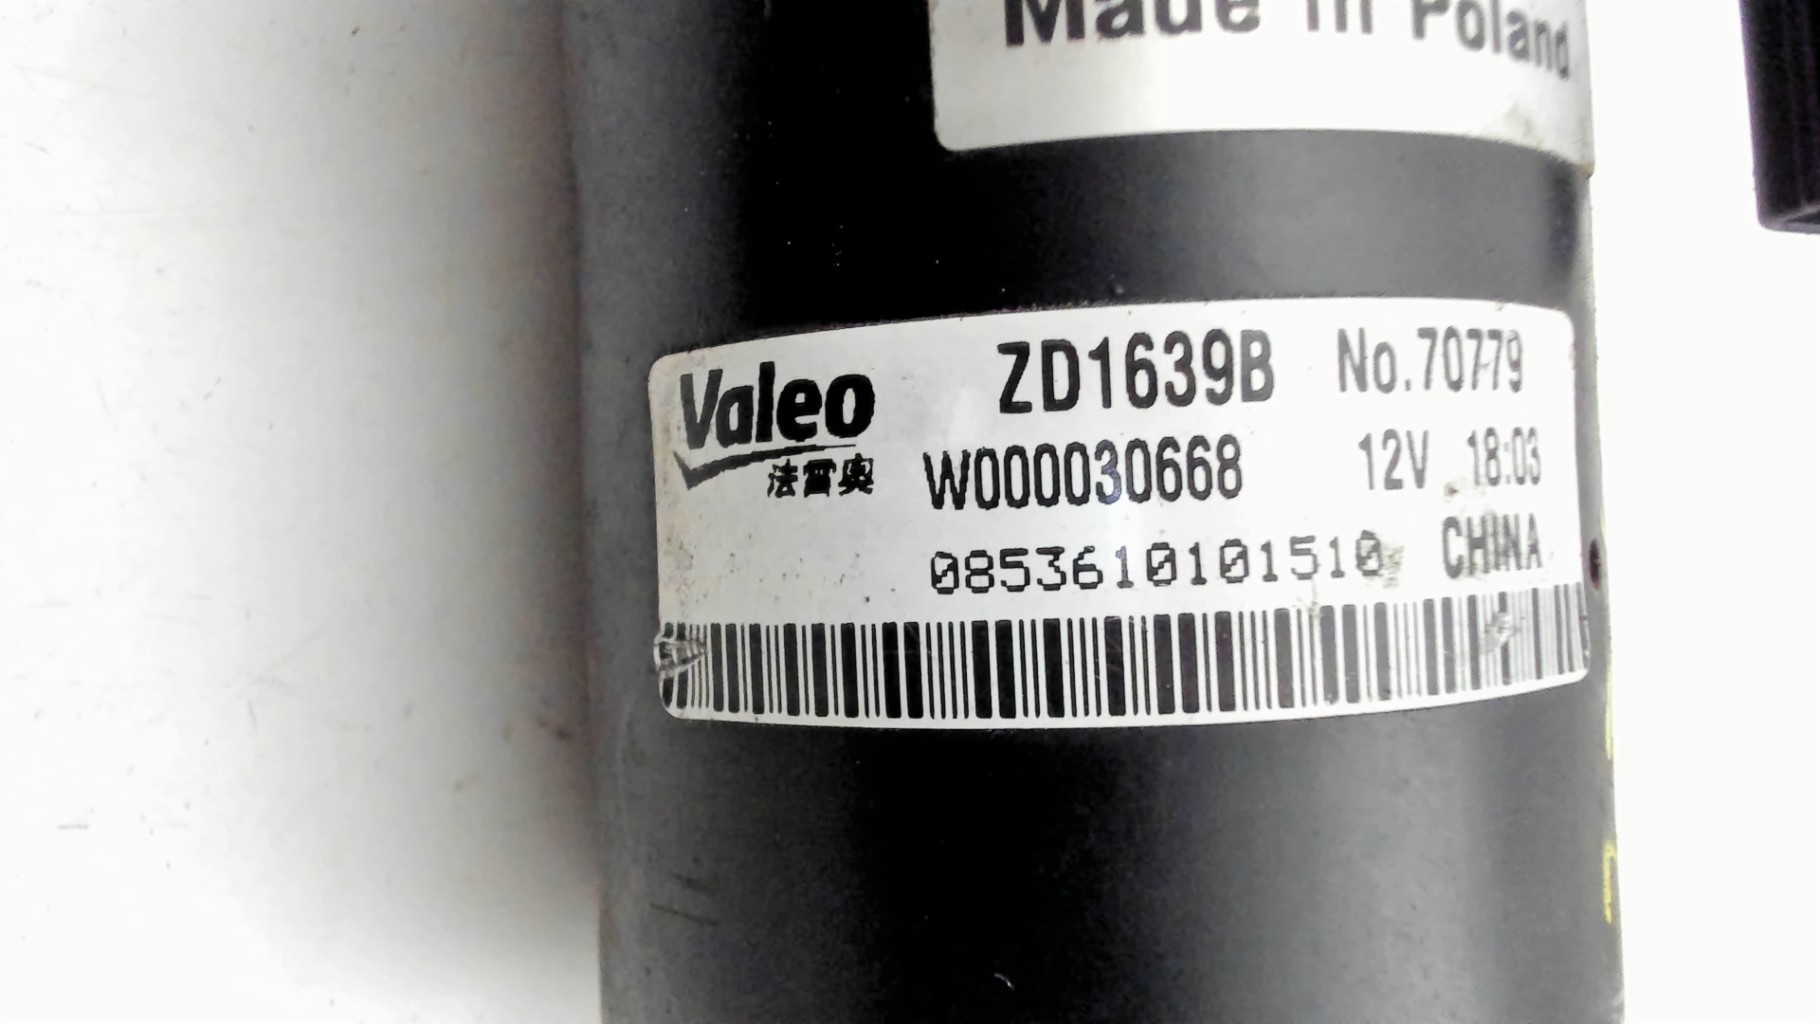 Made in Poland
Valeo
法雷奥
ZD1639B No.70779
W000030668 12V 18:03
0853610101510 CHINA